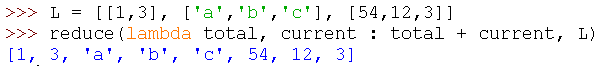 >>> L = [[1,3], ['a','b','c'], [54,12,3]]
>>> reduce(lambda total, current : total + current, L)
[1, 3, 'a', 'b', 'c', 54, 12, 3]